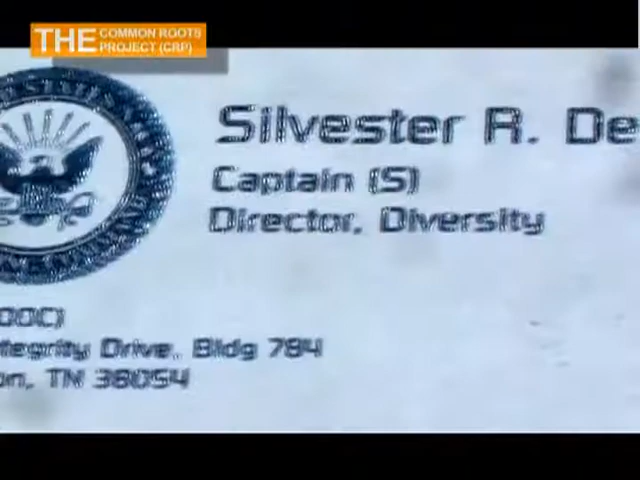 THE COMMON ROOTS
PROJECT (CRP)
Silvester R. De
Captain (S)
Director, Diversity
00C)
tegrity Drive, Bldg 784
on, TN 38054